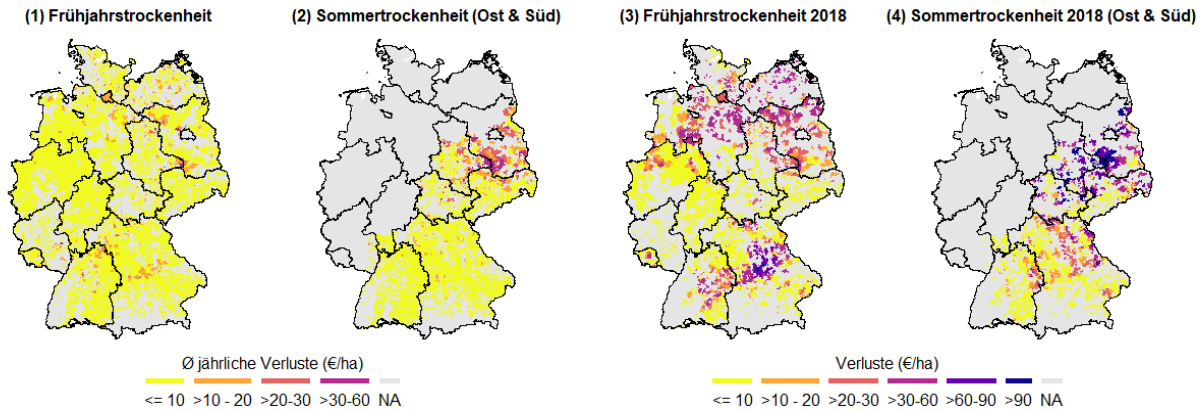 (1) Frühjahrstrockenheit
(2) Sommertrockenheit (Ost & Süd)
(3) Frühjahrstrockenheit 2018
(4) Sommertrockenheit 2018 (Ost & Süd)
Ø jährliche Verluste (€/ha)
<= 10 >10 - 20 >20-30 >30-60 NA
Verluste (€/ha)
<= 10 >10 - 20 >20-30 >30-60 >60-90 >90 NA